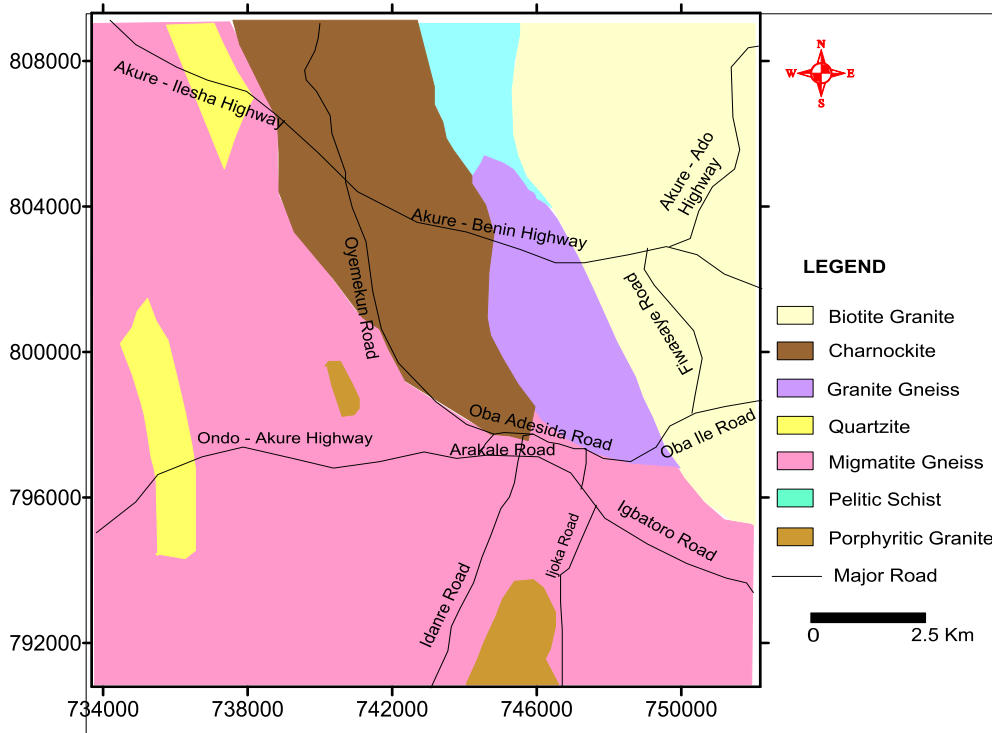 808000
804000
800000
796000
792000
734000
738000
742000
746000
750000
Akure - Ilesha Highway
Akure - Ado
Highway
Akure - Benin Highway
Oyemekun Road
Fiwasaye Road
Oba Adesida Road
Oba Ile Road
Ondo - Akure Highway
Arakale Road
Igbatoro Road
Ijoka Road
Idanre Road
N
W
E
S
LEGEND
Biotite Granite
Charnockite
Granite Gneiss
Quartzite
Migmatite Gneiss
Pelitic Schist
Porphyritic Granite
Major Road
0 2.5 Km